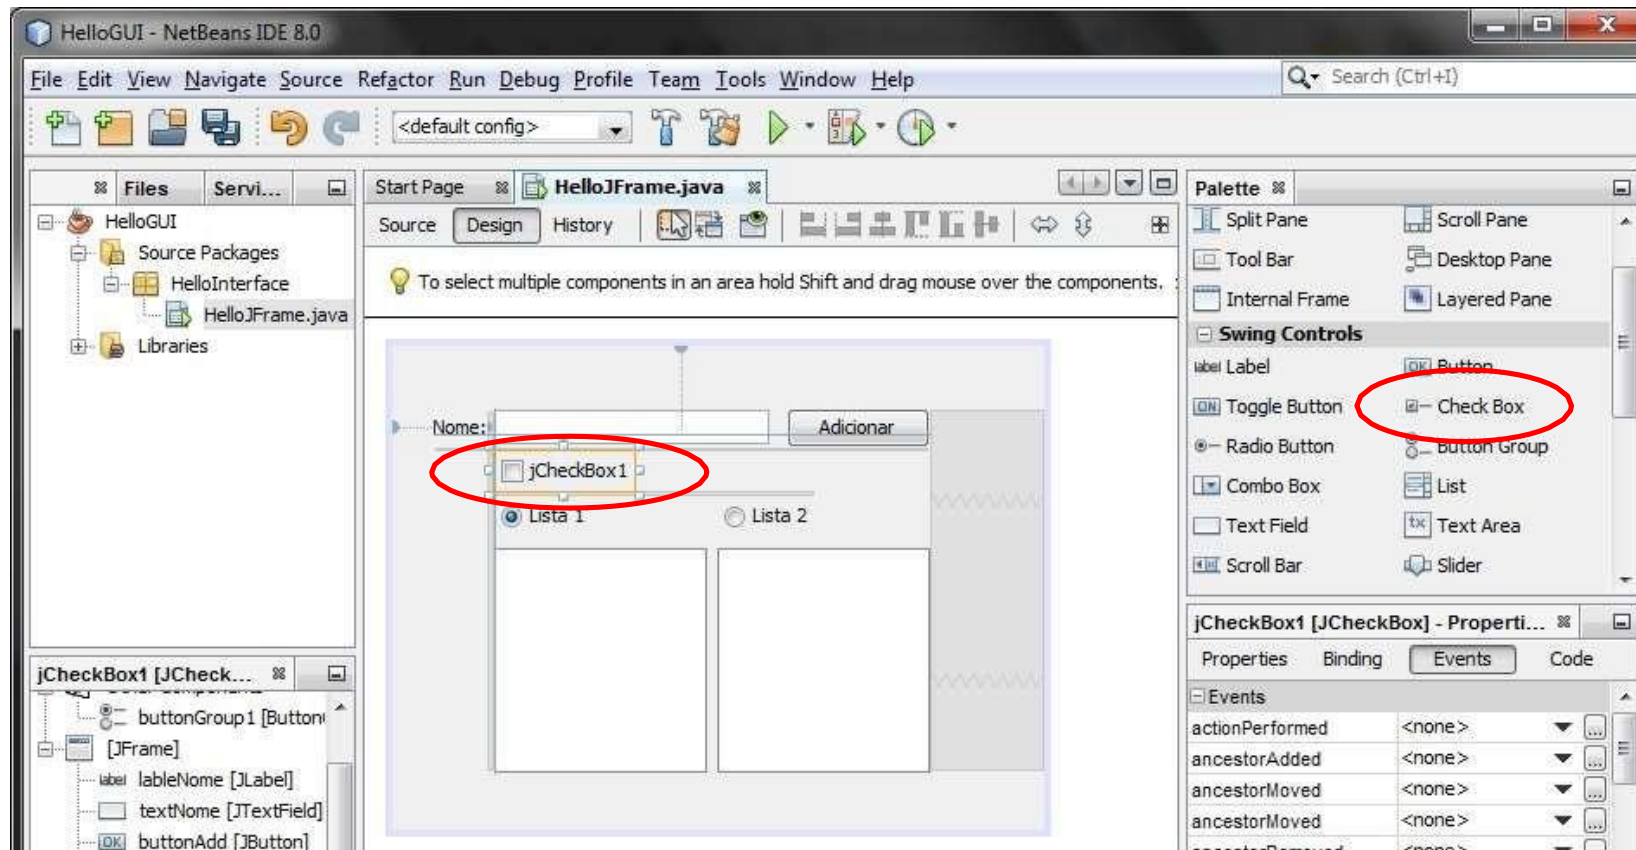 HelloGUI - NetBeans IDE 8.0
File Edit View Navigate Source Refactor Run Debug Profile Team Tools Window Help
Search (Ctrl+I)
<default config>
Files Servi...
HelloGUI
Source Packages
HelloInterface
HelloJFrame.java
Libraries
Start Page HelloJFrame.java
Source Design History
To select multiple components in an area hold Shift and drag mouse over the components.
Nome: Adicionar
jCheckBox1
Lista 1 Lista 2
Palette
Split Pane Scroll Pane
Tool Bar Desktop Pane
Internal Frame Layered Pane
Swing Controls
label Label OK Button
ON Toggle Button Check Box
Radio Button Button Group
Combo Box List
Text Field tx Text Area
Scroll Bar Slider
jCheckBox1 [JCheckBox] - Properti...
Properties Binding Events Code
Events
actionPerformed <none> ...
ancestorAdded <none> ...
ancestorMoved <none> ...
ancestorMoved <none> ...
jCheckBox1 [JCheck...
buttonGroup1 [Button
[JFrame]
label lableNome [JLabel]
textNome [JTextField]
OK buttonAdd [JButton]